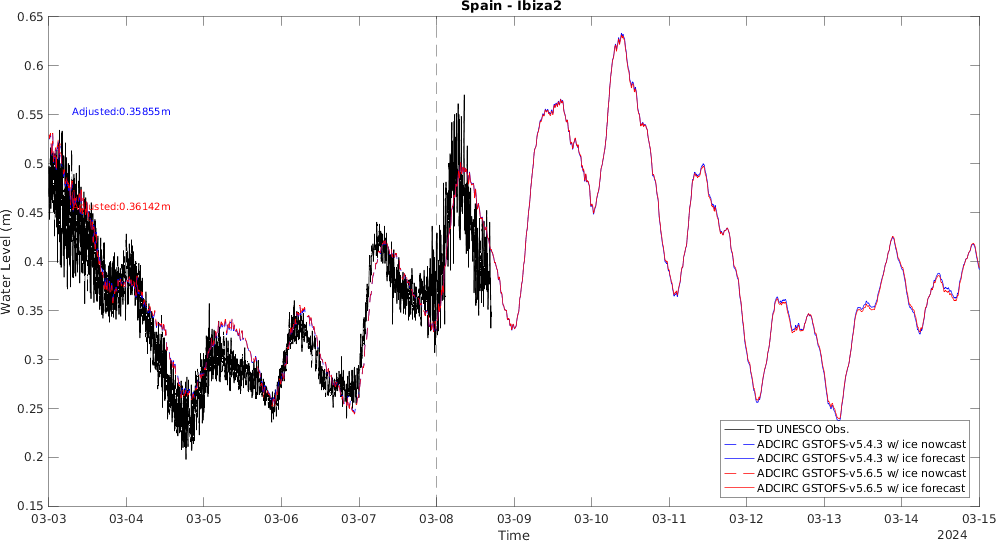 Spain - Ibiza2
0.65
0.6
0.55
0.5
0.45
0.4
0.35
0.3
0.25
0.2
0.15
Water Level (m)
Adjusted:0.35855m
Adjusted:0.36142m
TD UNESCO Obs.
ADCIRC GSTOFS-v5.4.3 w/ ice nowcast
ADCIRC GSTOFS-v5.4.3 w/ ice forecast
ADCIRC GSTOFS-v5.6.5 w/ ice nowcast
ADCIRC GSTOFS-v5.6.5 w/ ice forecast
03-03 03-04 03-05 03-06 03-07 03-08 03-09 03-10 03-11 03-12 03-13 03-14 03-15
Time
2024